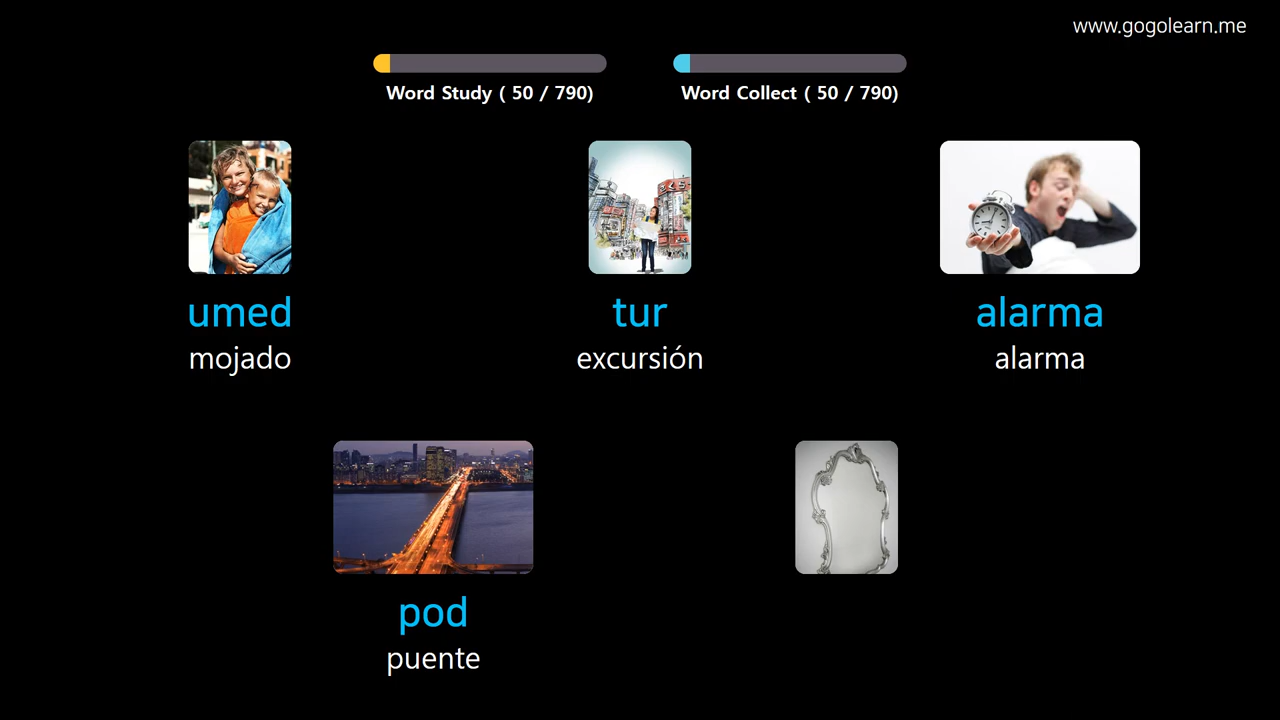 www.gogolearn.me
Word Study ( 50 / 790)
Word Collect ( 50 / 790)
umed
mojado
tur
excursión
alarma
alarma
pod
puente